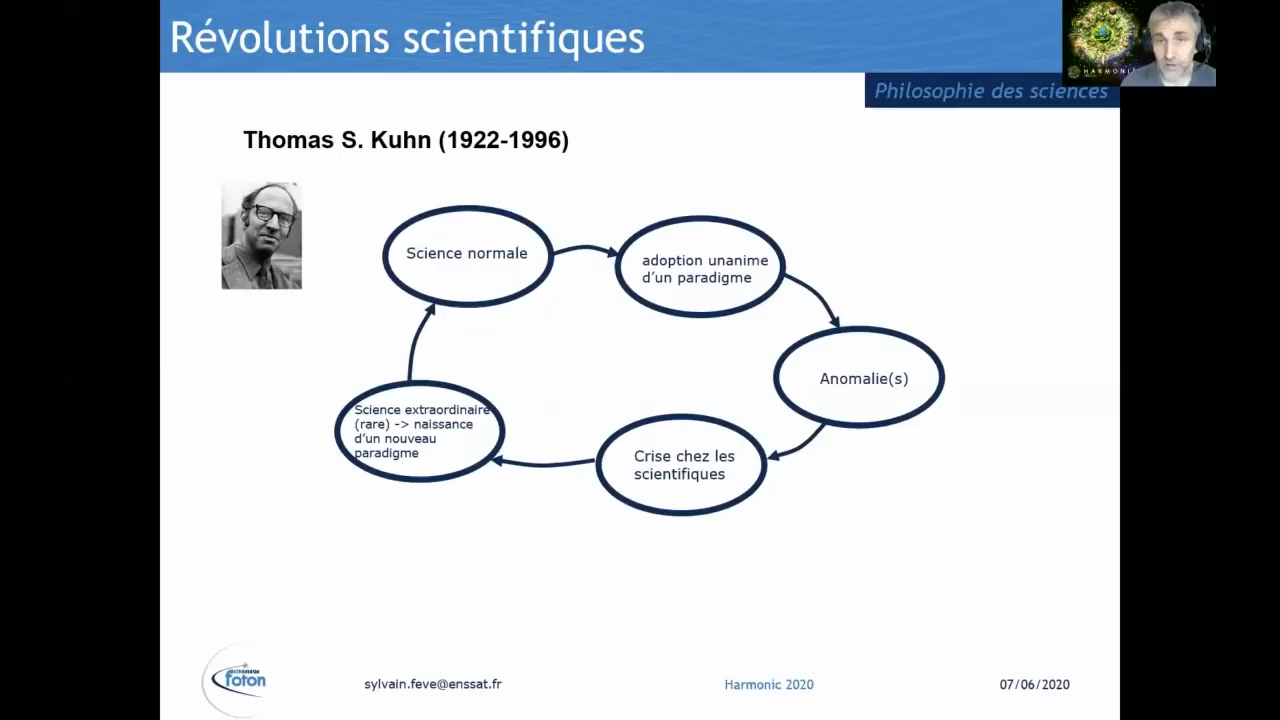 Révolutions scientifiques
HARMONI
Philosophie des sciences
Thomas S. Kuhn (1922-1996)
Science normale
adoption unanime
d'un paradigme
Anomalie(s)
Crise chez les
scientifiques
Science extraordinaire
(rare) -> naissance
d'un nouveau
paradigme
foton
sylvain.feve@enssat.fr
Harmonic 2020
07/06/2020